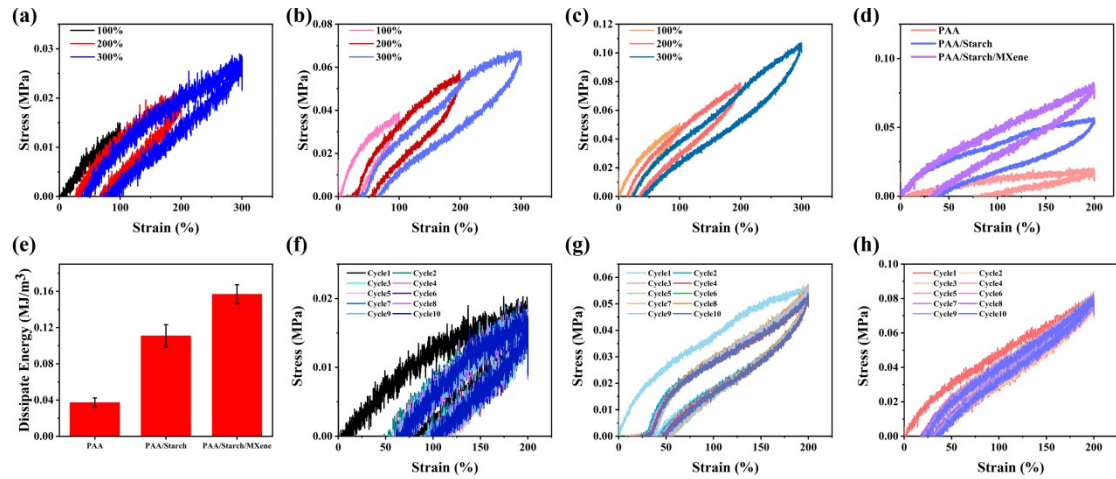 (a)
100%
200%
300%
0.03
0.02
0.01
0.00
0
100
200
300
Stress (MPa)
Strain (%)
(b)
100%
200%
300%
0.08
0.06
0.04
0.02
0.00
0
100
200
300
Stress (MPa)
Strain (%)
(c)
100%
200%
300%
0.12
0.10
0.08
0.06
0.04
0.02
0.00
0
100
200
300
Stress (MPa)
Strain (%)
(d)
PAA
PAA/Starch
PAA/Starch/MXene
0.10
0.05
0.00
0
50
100
150
200
Stress (MPa)
Strain (%)
(e)
0.16
0.12
0.08
0.04
0.00
PAA
PAA/Starch
PAA/Starch/MXene
Dissipate Energy (MJ/m³)
(f)
Cycle1 Cycle2
Cycle3 Cycle4
Cycle5 Cycle6
Cycle7 Cycle8
Cycle9 Cycle10
0.02
0.01
0.00
0
50
100
150
200
Stress (MPa)
Strain (%)
(g)
Cycle1 Cycle2
Cycle3 Cycle4
Cycle5 Cycle6
Cycle7 Cycle8
Cycle9 Cycle10
0.06
0.05
0.04
0.03
0.02
0.01
0.00
0
50
100
150
200
Stress (MPa)
Strain (%)
(h)
Cycle1 Cycle2
Cycle3 Cycle4
Cycle5 Cycle6
Cycle7 Cycle8
Cycle9 Cycle10
0.10
0.08
0.06
0.04
0.02
0.00
0
50
100
150
200
Stress (MPa)
Strain (%)